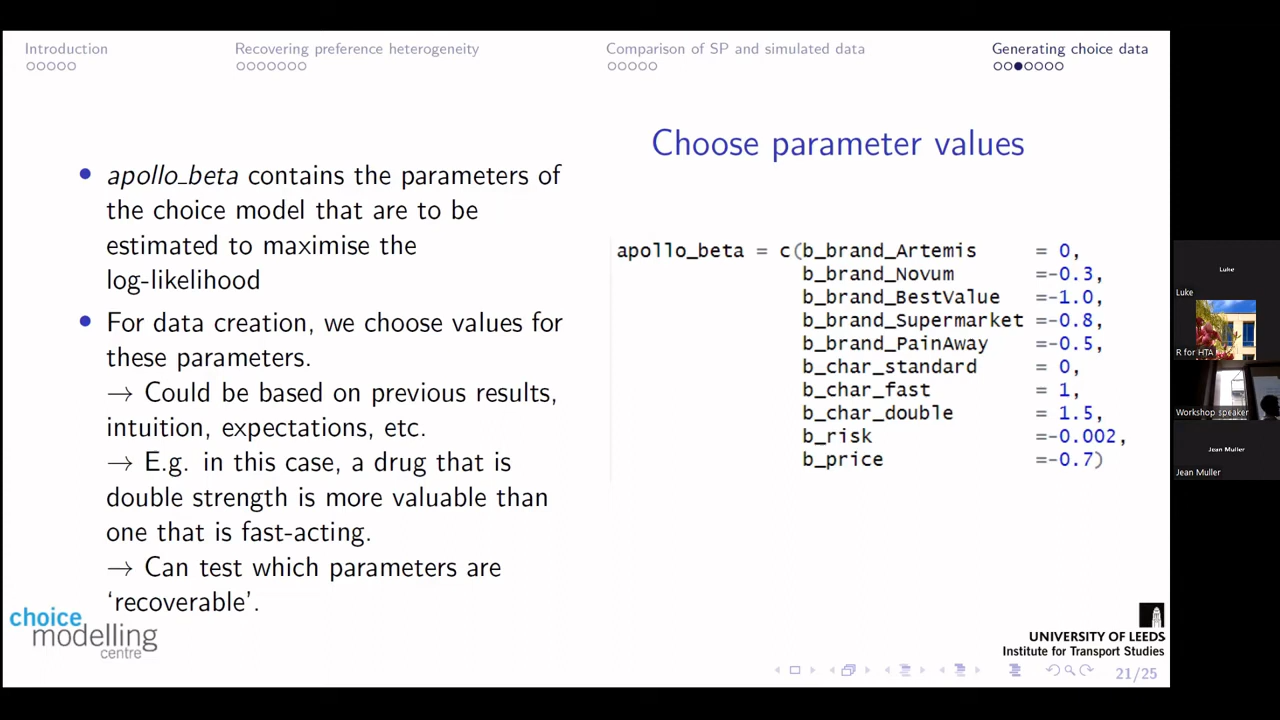 Introduction
Recovering preference heterogeneity
Comparison of SP and simulated data
Generating choice data
Choose parameter values
• apollo_beta contains the parameters of
the choice model that are to be
estimated to maximise the
log-likelihood
• For data creation, we choose values for
these parameters.
→ Could be based on previous results,
intuition, expectations, etc.
→ E.g. in this case, a drug that is
double strength is more valuable than
one that is fast-acting.
→ Can test which parameters are
‘recoverable’.
apollo_beta = c(b_brand_Artemis = 0,
b_brand_Novum =-0.3,
b_brand_BestValue =-1.0,
b_brand_Supermarket =-0.8,
b_brand_PainAway =-0.5,
b_char_standard = 0,
b_char_fast = 1,
b_char_double = 1.5,
b_risk =-0.002,
b_price =-0.7)
choice
modelling
centre
UNIVERSITY OF LEEDS
Institute for Transport Studies
21/25
Luke
Luke
R for HTA
Workshop speaker
Jean Muller
Jean Muller